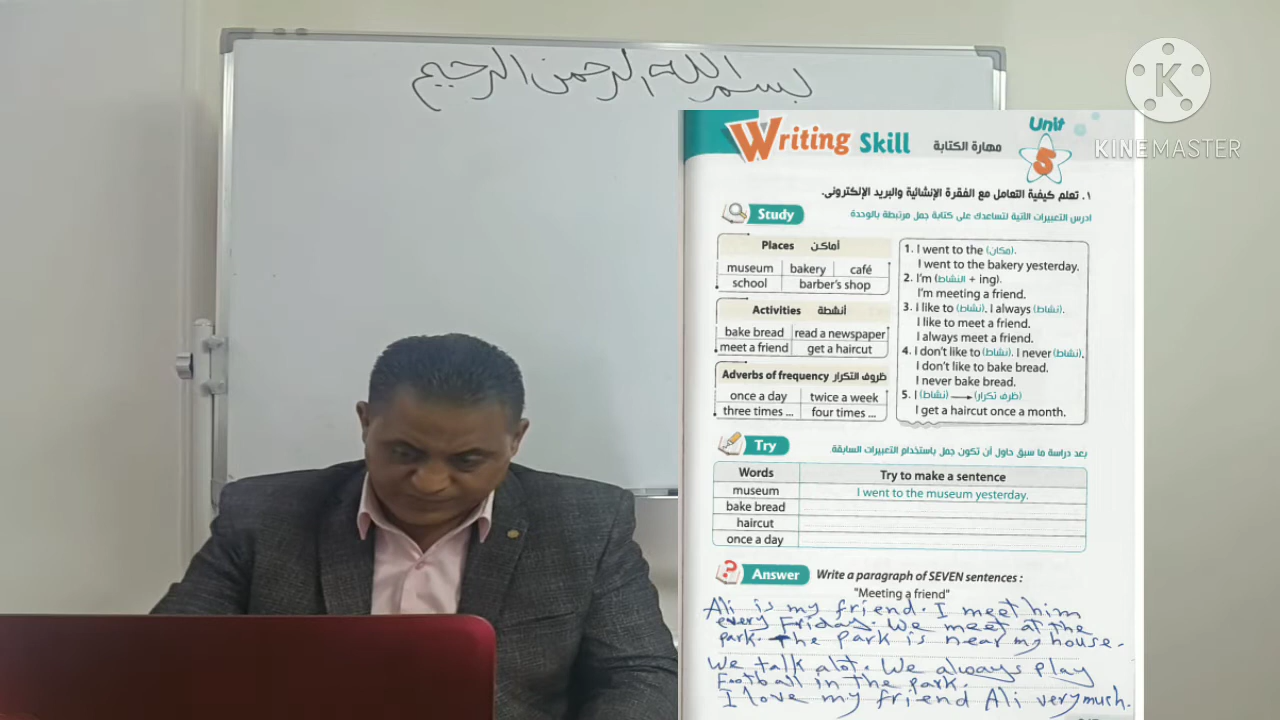 بسم الله الرحمن الرحيم
K
KINEMASTER
Writing Skill مهارة الكتابة
Unit
5
١. تعلم كيفية التعامل مع الفقرة الإنشائية والبريد الإلكترونى.
Study
ادرس التعبيرات الآتية لتساعدك على كتابة جمل مرتبطة بالوحدة
Places أماكن
museum bakery café
school barber's shop
Activities أنشطة
bake bread read a newspaper
meet a friend get a haircut
Adverbs of frequency ظروف التكرار
once a day twice a week
three times ... four times ...
1. I went to the (مكان).
I went to the bakery yesterday.
2. I'm (النشاط + ing).
I'm meeting a friend.
3. I like to (نشاط). I always (نشاط).
I like to meet a friend.
I always meet a friend.
4. I don't like to (نشاط). I never (نشاط).
I don't like to bake bread.
I never bake bread.
5. I (نشاط) → (ظرف تكرار)
I get a haircut once a month.
Try
بعد دراسة ما سبق حاول أن تكون جمل باستخدام التعبيرات السابقة.
Words Try to make a sentence
museum I went to the museum yesterday.
bake bread
haircut
once a day
? Answer Write a paragraph of SEVEN sentences :
"Meeting a friend"
Ali is my friend. I meet him
every Friday. We meet at the
park. The park is near my house.
We talk alot. We always play
Football in the park.
I love my friend Ali very much.